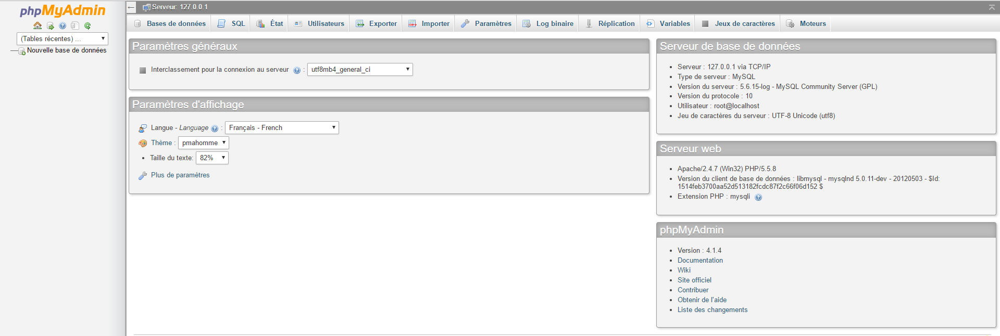 phpMyAdmin
(Tables récentes) ...
Nouvelle base de données
Serveur: 127.0.0.1
Bases de données SQL État Utilisateurs Exporter Importer Paramètres Log binaire Réplication Variables Jeux de caractères Moteurs
Paramètres généraux
Interclassement pour la connexion au serveur : utf8mb4_general_ci
Paramètres d'affichage
Langue - Language : Français - French
Thème : pmahomme
Taille du texte: 82%
Plus de paramètres
Serveur de base de données
Serveur : 127.0.0.1 via TCP/IP
Type de serveur : MySQL
Version du serveur : 5.6.15-log - MySQL Community Server (GPL)
Version du protocole : 10
Utilisateur : root@localhost
Jeu de caractères du serveur : UTF-8 Unicode (utf8)
Serveur web
Apache/2.4.7 (Win32) PHP/5.5.8
Version du client de base de données : libmysql - mysqlnd 5.0.11-dev - 20120503 - $Id:
1514feb3700aa52d513182fcdc87f2c66f06d152 $
Extension PHP : mysqli
phpMyAdmin
Version : 4.1.4
Documentation
Wiki
Site officiel
Contribuer
Obtenir de l'aide
Liste des changements